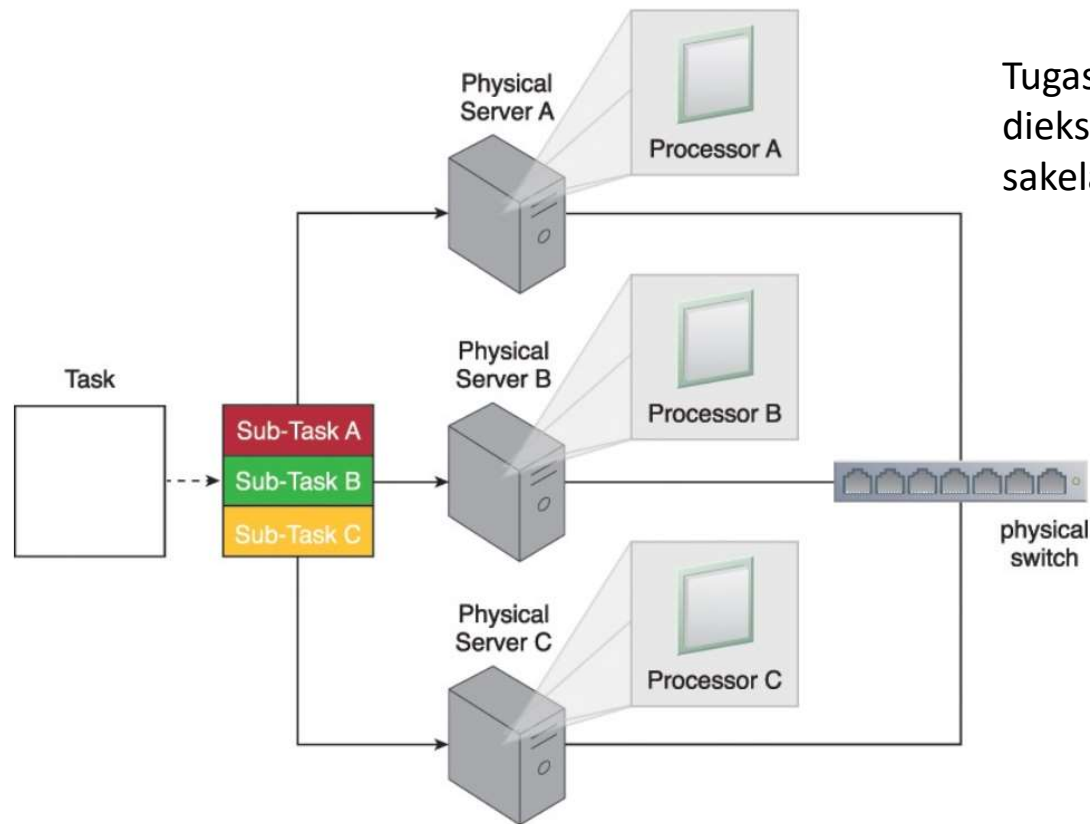 Physical
Server A
Processor A
Tugas
dieks
sakela
Task
Sub-Task A
Sub-Task B
Sub-Task C
Physical
Server B
Processor B
physical
switch
Physical
Server C
Processor C